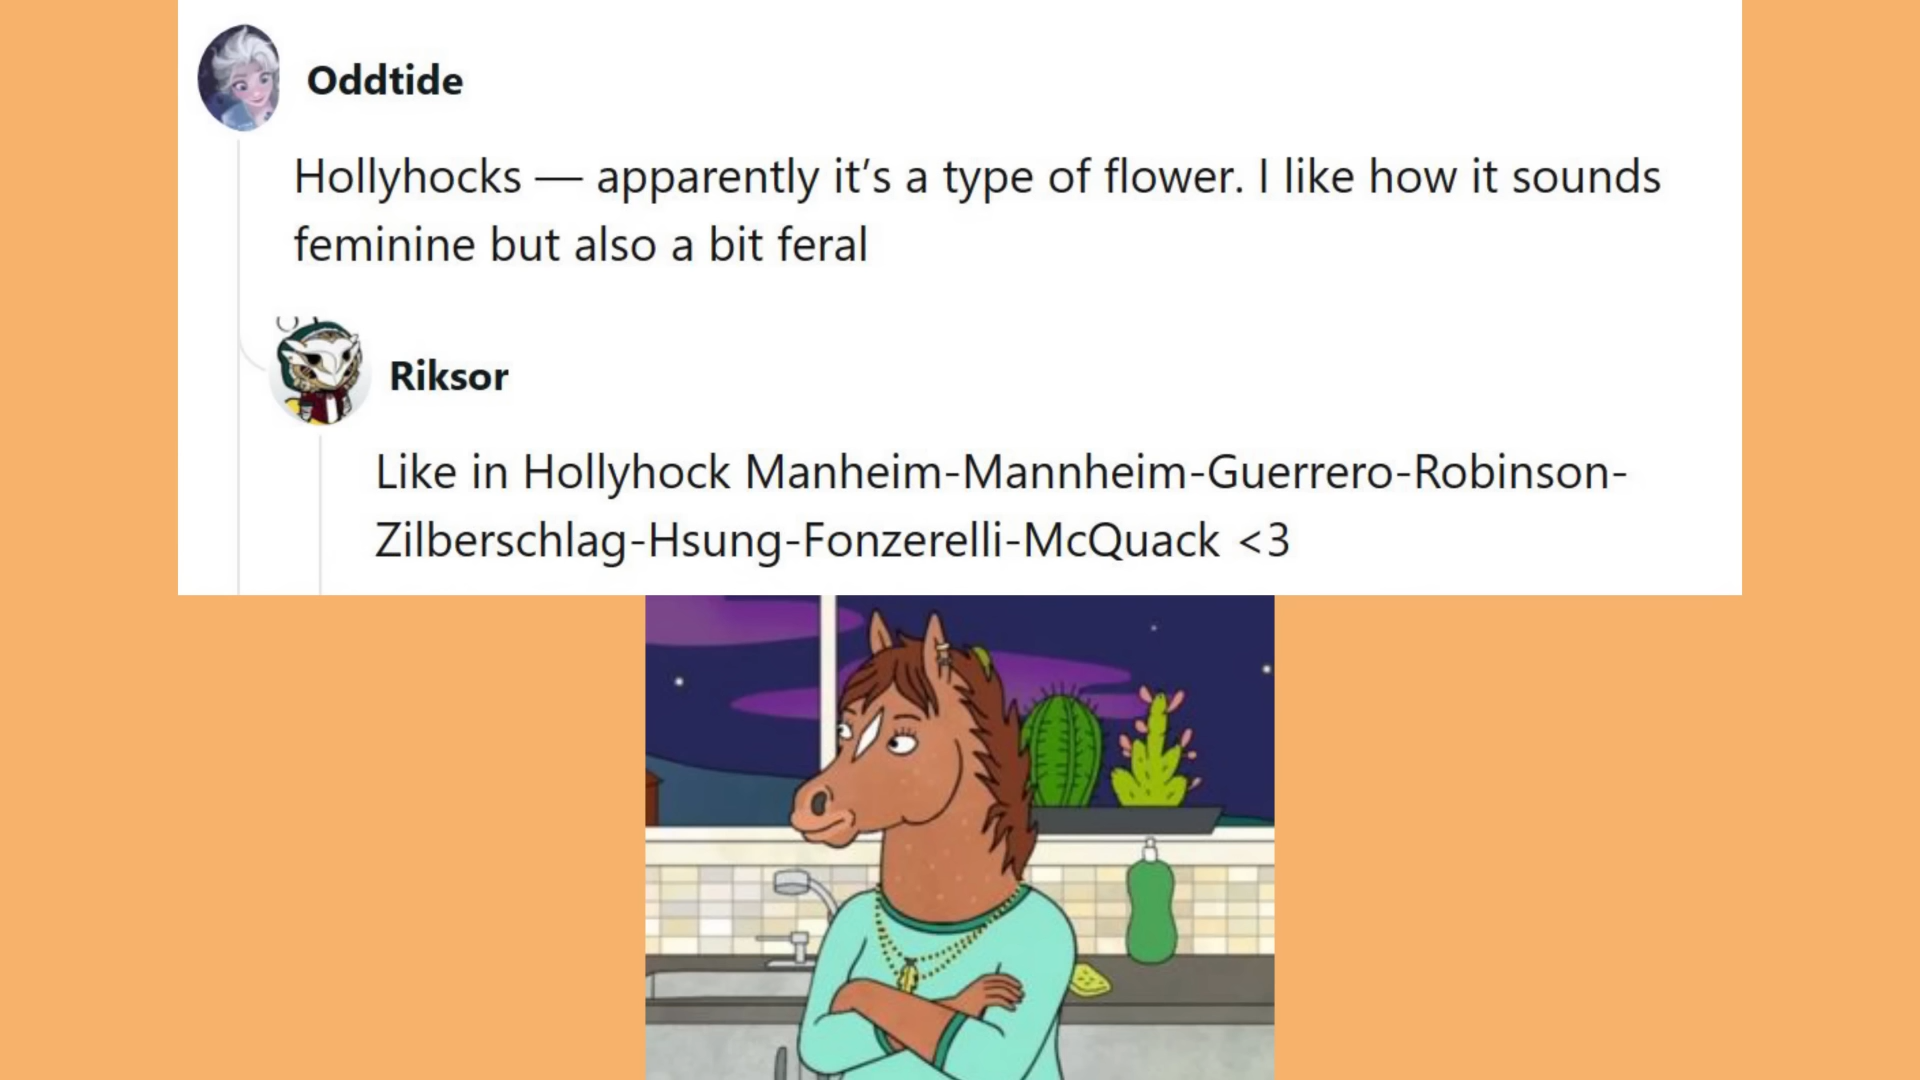 Oddtide
Hollyhocks — apparently it’s a type of flower. I like how it sounds
feminine but also a bit feral
Riksor
Like in Hollyhock Manheim-Mannheim-Guerrero-Robinson-
Zilberschlag-Hsung-Fonzerelli-McQuack <3